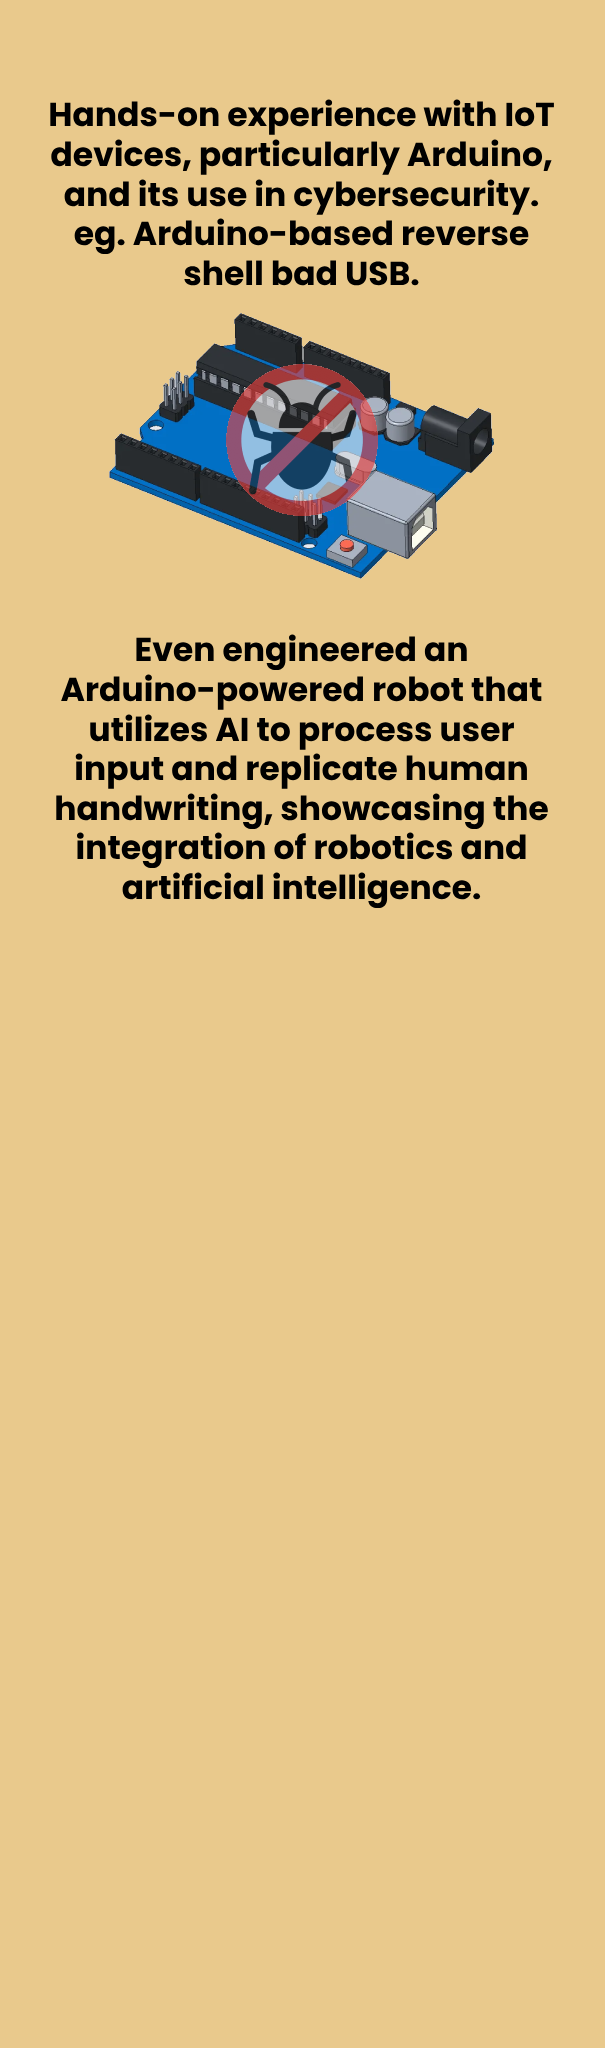 Hands-on experience with IoT
devices, particularly Arduino,
and its use in cybersecurity.
eg. Arduino-based reverse
shell bad USB.
Even engineered an
Arduino-powered robot that
utilizes AI to process user
input and replicate human
handwriting, showcasing the
integration of robotics and
artificial intelligence.